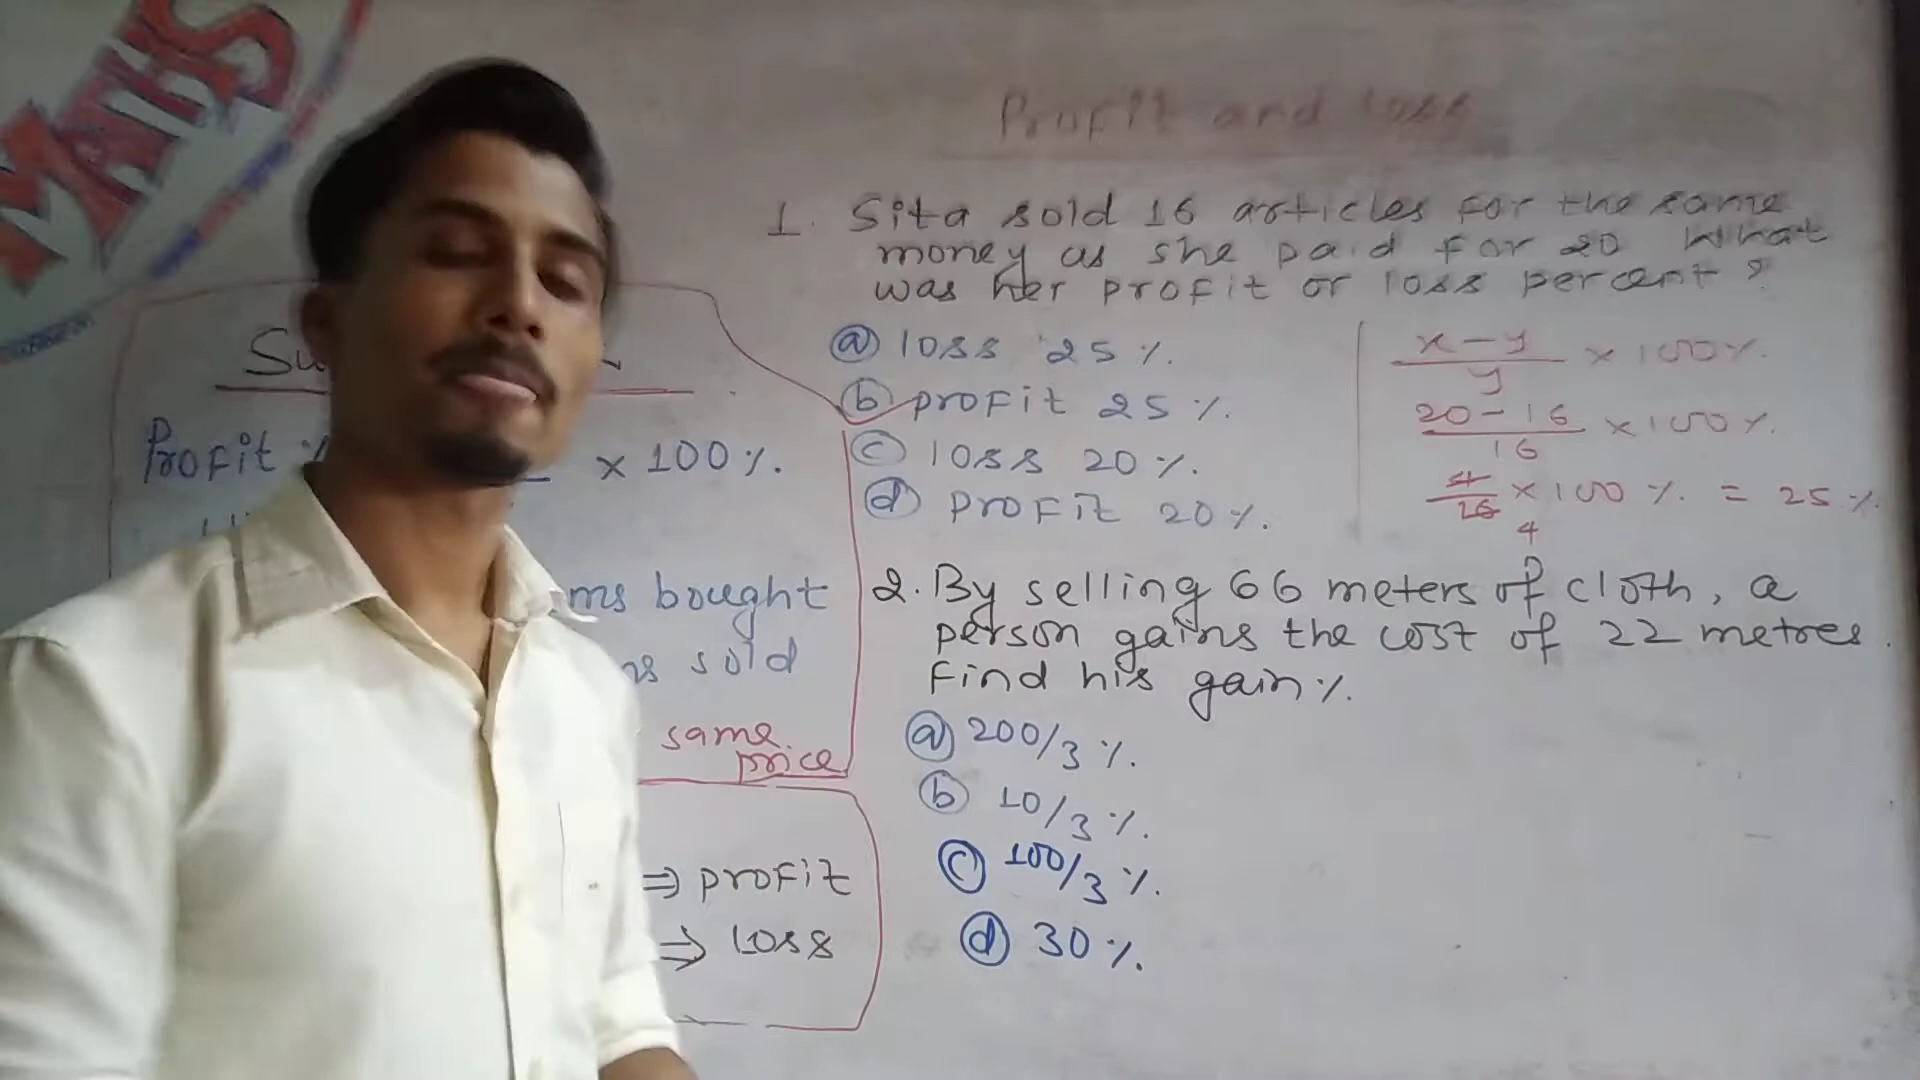 MATHS
Profit and loss
1. Sita sold 16 articles for the same
money as she paid for 20 What
was her profit or loss percent ?
(a) loss 25 %.
(b) profit 25 %.
(c) loss 20 %.
(d) profit 20 %.
x - y / y × 100 %.
20 - 16 / 16 × 100 %.
4 / 16 × 100 % = 25 %.
4
Profit % × 100 %.
ms bought
ms sold
same
price
⇒ profit
⇒ loss
2. By selling 66 meters of cloth, a
person gains the cost of 22 metres.
Find his gain %.
(a) 200/3 %.
(b) 10/3 %.
(c) 100/3 %.
(d) 30 %.